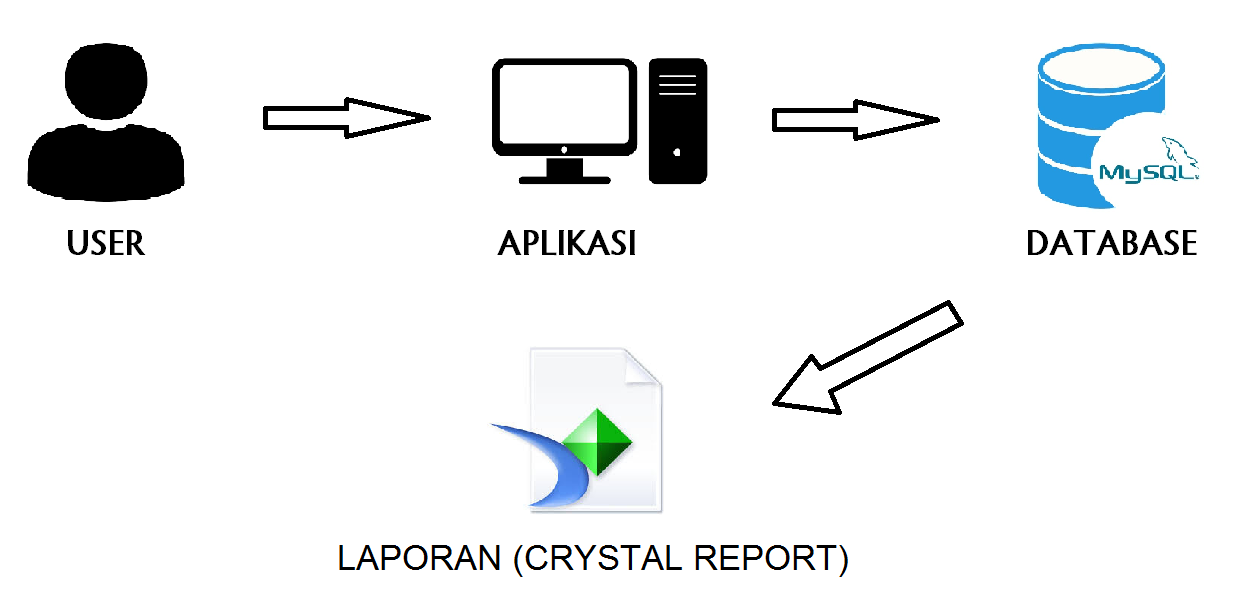 MySQL
USER
APLIKASI
DATABASE
LAPORAN (CRYSTAL REPORT)